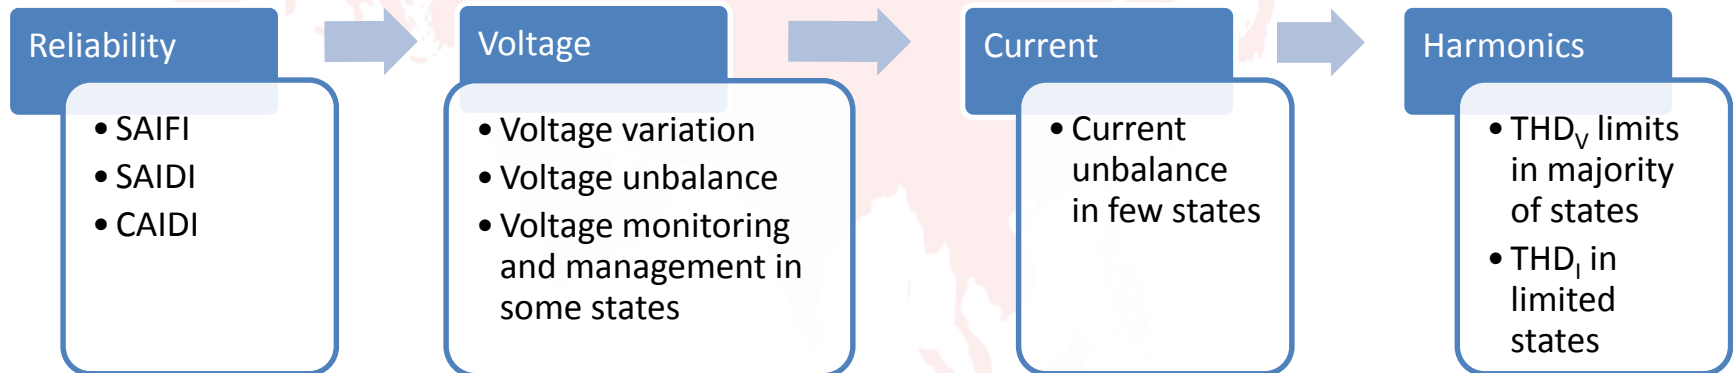 Reliability
• SAIFI
• SAIDI
• CAIDI
Voltage
• Voltage variation
• Voltage unbalance
• Voltage monitoring
and management in
some states
Current
• Current
unbalance
in few states
Harmonics
• THDV limits
in majority
of states
• THDI in
limited
states